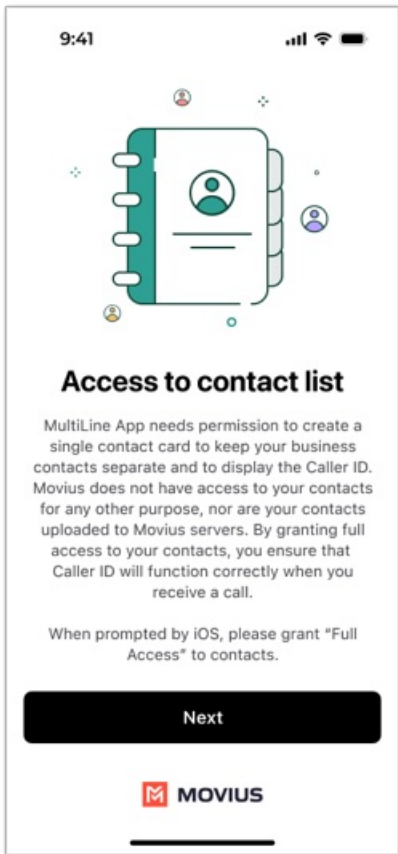 9:41
Access to contact list
MultiLine App needs permission to create a
single contact card to keep your business
contacts separate and to display the Caller ID.
Movius does not have access to your contacts
for any other purpose, nor are your contacts
uploaded to Movius servers. By granting full
access to your contacts, you ensure that
Caller ID will function correctly when you
receive a call.
When prompted by iOS, please grant “Full
Access” to contacts.
Next
MOVIUS